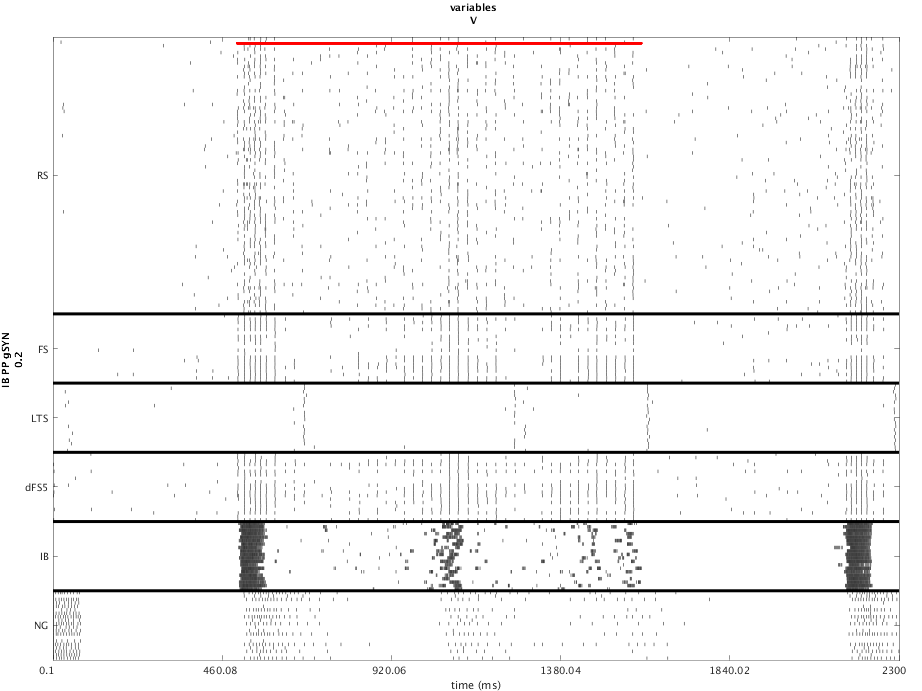 variables
V
RS
FS
LTS
dFS5
IB
NG
IB PP gSYN
0.2
0.1
460.08
920.06
1380.04
1840.02
2300
time (ms)